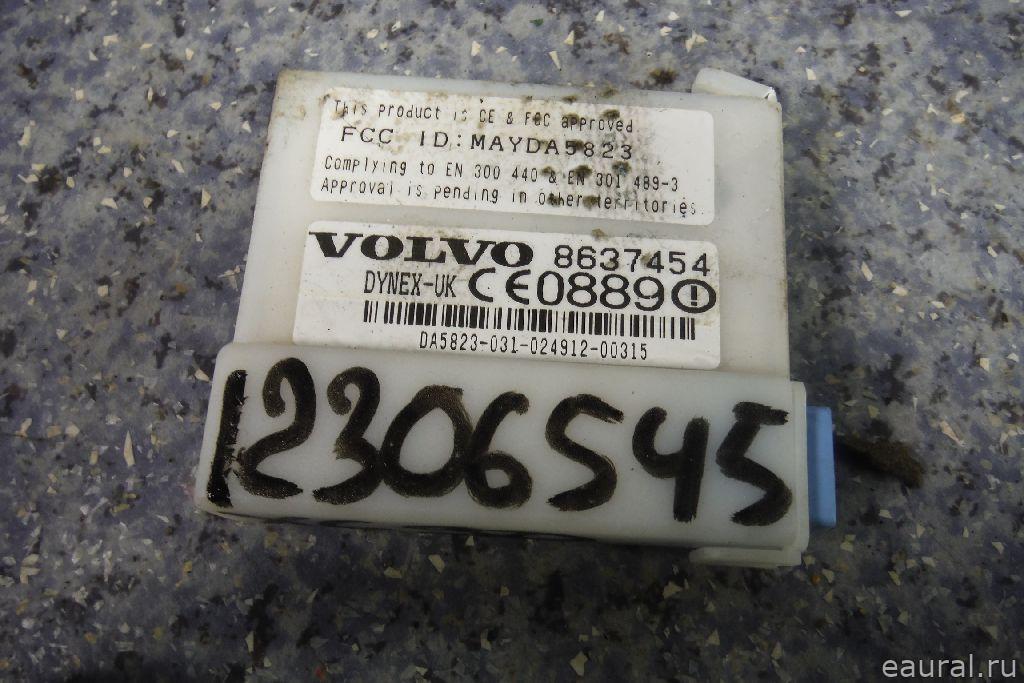 This product is CE & FCC approved
FCC ID: MAYDA5823
Complying to EN 300 440 & EN 301 489-3
Approval is pending in other territories.
VOLVO 8637454
DYNEX-UK CE0889!
DA5823-031-024912-00315
12306545
eaural.ru